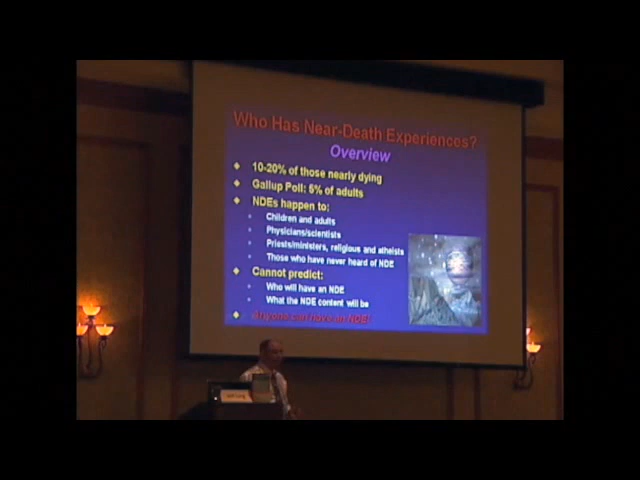 Who Has Near-Death Experiences?
Overview
10-20% of those nearly dying
Gallup Poll: 5% of adults
NDEs happen to:
Children and adults
Physicians/scientists
Priests/ministers, religious and atheists
Those who have never heard of NDE
Cannot predict:
Who will have an NDE
What the NDE content will be
Anyone can have an NDE!